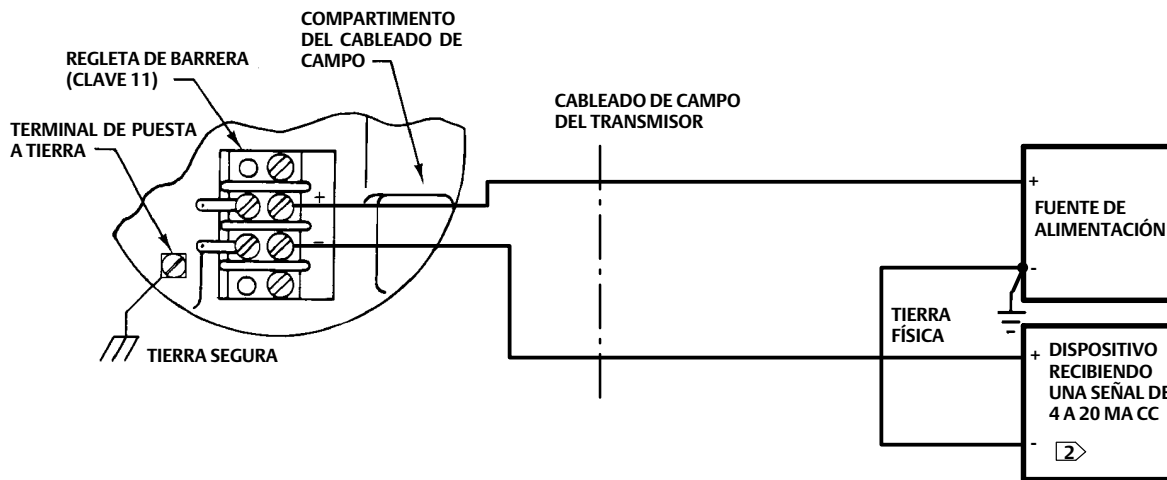 COMPARTIMENTO
DEL CABLEADO DE
CAMPO
REGLETA DE BARRERA
(CLAVE 11)
TERMINAL DE PUESTA
A TIERRA
CABLEADO DE CAMPO
DEL TRANSMISOR
+
-
TIERRA SEGURA
+
FUENTE DE
ALIMENTACIÓN
-
TIERRA
FÍSICA
-
+
DISPOSITIVO
RECIBIENDO
UNA SEÑAL DE
4 A 20 MA CC
-
2